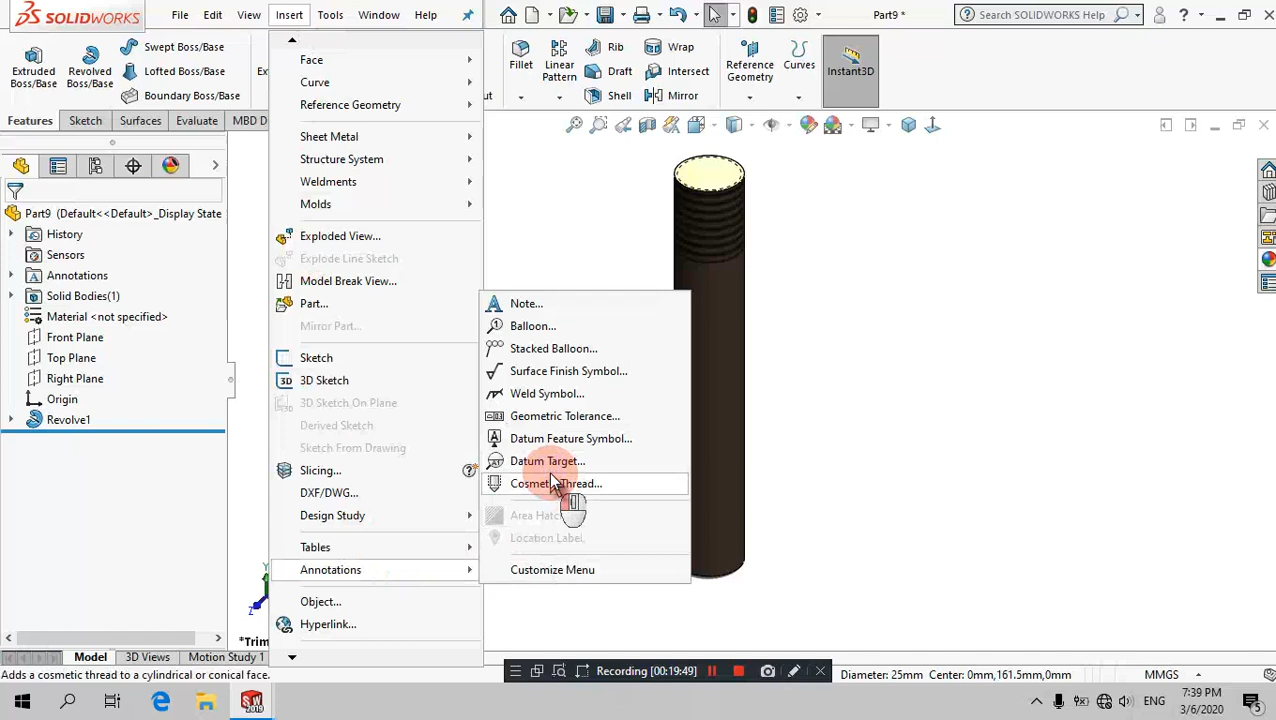 SOLIDWORKS File Edit View Insert Tools Window Help Part9 * Search SOLIDWORKS Help
Extruded Boss/Base
Revolved Boss/Base
Swept Boss/Base
Lofted Boss/Base
Boundary Boss/Base
Fillet
Linear Pattern
Rib
Draft
Shell
Wrap
Intersect
Mirror
Reference Geometry
Curves
Instant3D
Features Sketch Surfaces Evaluate MBD D
Part9 (Default<<Default>_Display State
History
Sensors
Annotations
Solid Bodies(1)
Material <not specified>
Front Plane
Top Plane
Right Plane
Origin
Revolve1
Face
Curve
Reference Geometry
Sheet Metal
Structure System
Weldments
Molds
Exploded View...
Explode Line Sketch
Model Break View...
Part...
Mirror Part...
Sketch
3D Sketch
3D Sketch On Plane
Derived Sketch
Sketch From Drawing
Slicing...
DXF/DWG...
Design Study
Tables
Annotations
Object...
Hyperlink...
Note...
Balloon...
Stacked Balloon...
Surface Finish Symbol...
Weld Symbol...
Geometric Tolerance...
Datum Feature Symbol...
Datum Target...
Cosmetic Thread...
Area Hatc
Location Label.
Customize Menu
Y
Z
*Trim
Model 3D Views Motion Study 1
Adds a cosmetic thread to a cylindrical or conical face.
Recording [00:19:49]
Diameter: 25mm Center: 0mm,161.5mm,0mm MMGS
ENG
7:39 PM
3/6/2020
5